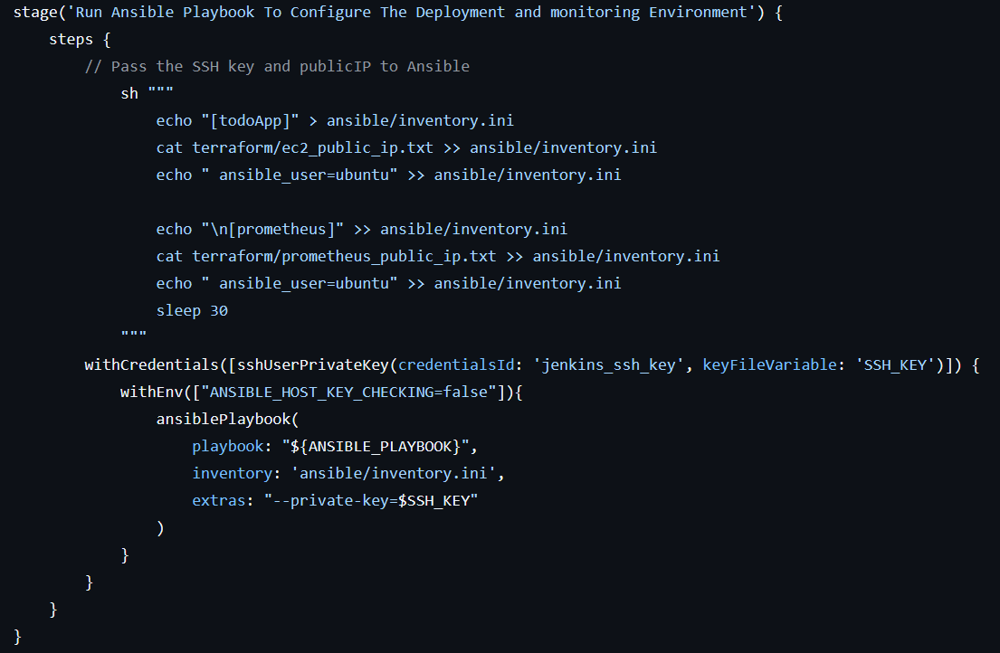 stage('Run Ansible Playbook To Configure The Deployment and monitoring Environment') {
    steps {
        // Pass the SSH key and publicIP to Ansible
            sh """
                echo "[todoApp]" > ansible/inventory.ini
                cat terraform/ec2_public_ip.txt >> ansible/inventory.ini
                echo " ansible_user=ubuntu" >> ansible/inventory.ini

                echo "\n[prometheus]" >> ansible/inventory.ini
                cat terraform/prometheus_public_ip.txt >> ansible/inventory.ini
                echo " ansible_user=ubuntu" >> ansible/inventory.ini
                sleep 30
            """
        withCredentials([sshUserPrivateKey(credentialsId: 'jenkins_ssh_key', keyFileVariable: 'SSH_KEY')]) {
            withEnv(["ANSIBLE_HOST_KEY_CHECKING=false"]){
                ansiblePlaybook(
                    playbook: "${ANSIBLE_PLAYBOOK}",
                    inventory: 'ansible/inventory.ini',
                    extras: "--private-key=$SSH_KEY"
                )
            }
        }
    }
}